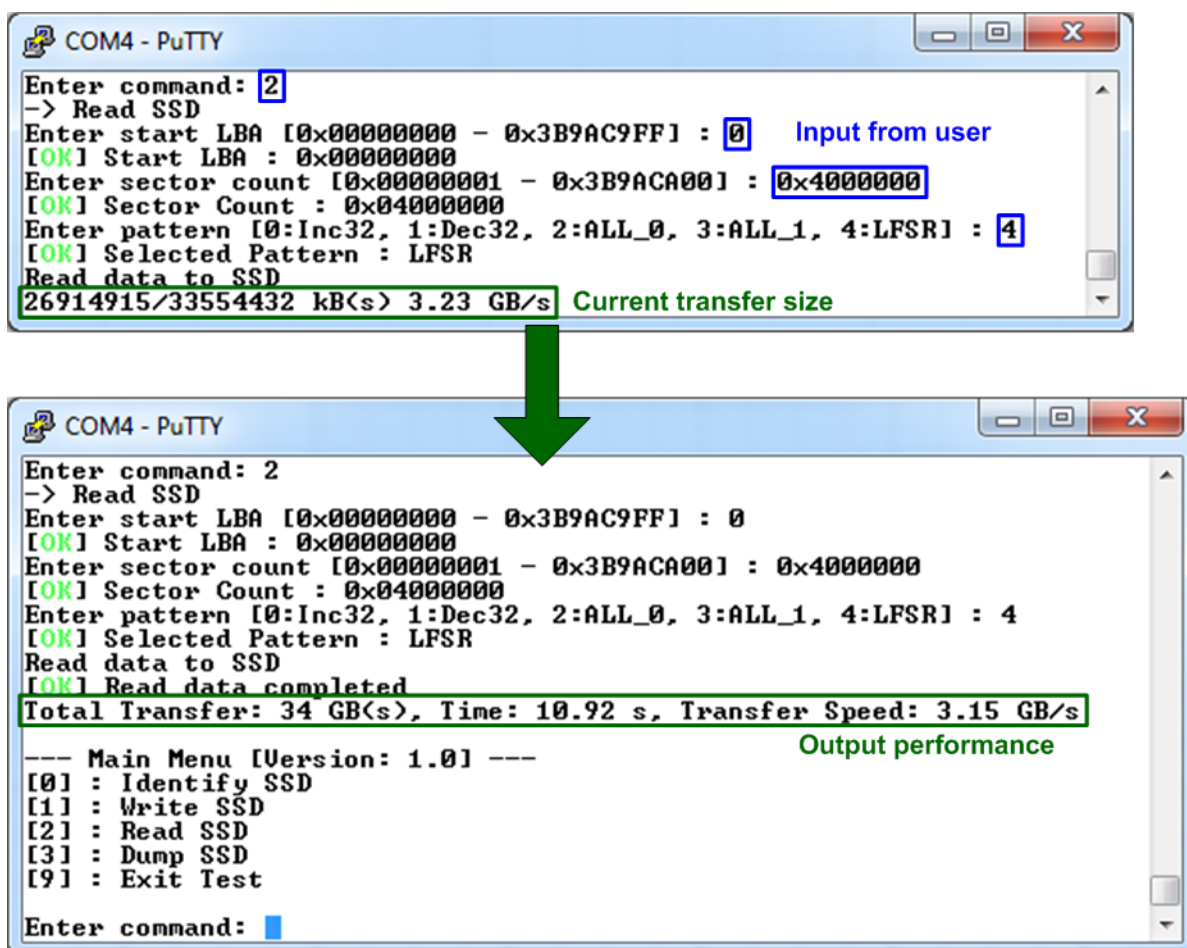 COM4 - PuTTY
Enter command: 2
-> Read SSD
Enter start LBA [0x00000000 - 0x3B9AC9FF] : 0 Input from user
[OK] Start LBA : 0x00000000
Enter sector count [0x00000001 - 0x3B9ACA00] : 0x4000000
[OK] Sector Count : 0x04000000
Enter pattern [0:Inc32, 1:Dec32, 2:ALL_0, 3:ALL_1, 4:LFSR] : 4
[OK] Selected Pattern : LFSR
Read data to SSD
26914915/33554432 kB(s) 3.23 GB/s Current transfer size
COM4 - PuTTY
Enter command: 2
-> Read SSD
Enter start LBA [0x00000000 - 0x3B9AC9FF] : 0
[OK] Start LBA : 0x00000000
Enter sector count [0x00000001 - 0x3B9ACA00] : 0x4000000
[OK] Sector Count : 0x04000000
Enter pattern [0:Inc32, 1:Dec32, 2:ALL_0, 3:ALL_1, 4:LFSR] : 4
[OK] Selected Pattern : LFSR
Read data to SSD
[OK] Read data completed
Total Transfer: 34 GB(s), Time: 10.92 s, Transfer Speed: 3.15 GB/s
Output performance
--- Main Menu [Version: 1.0] ---
[0] : Identify SSD
[1] : Write SSD
[2] : Read SSD
[3] : Dump SSD
[9] : Exit Test
Enter command: